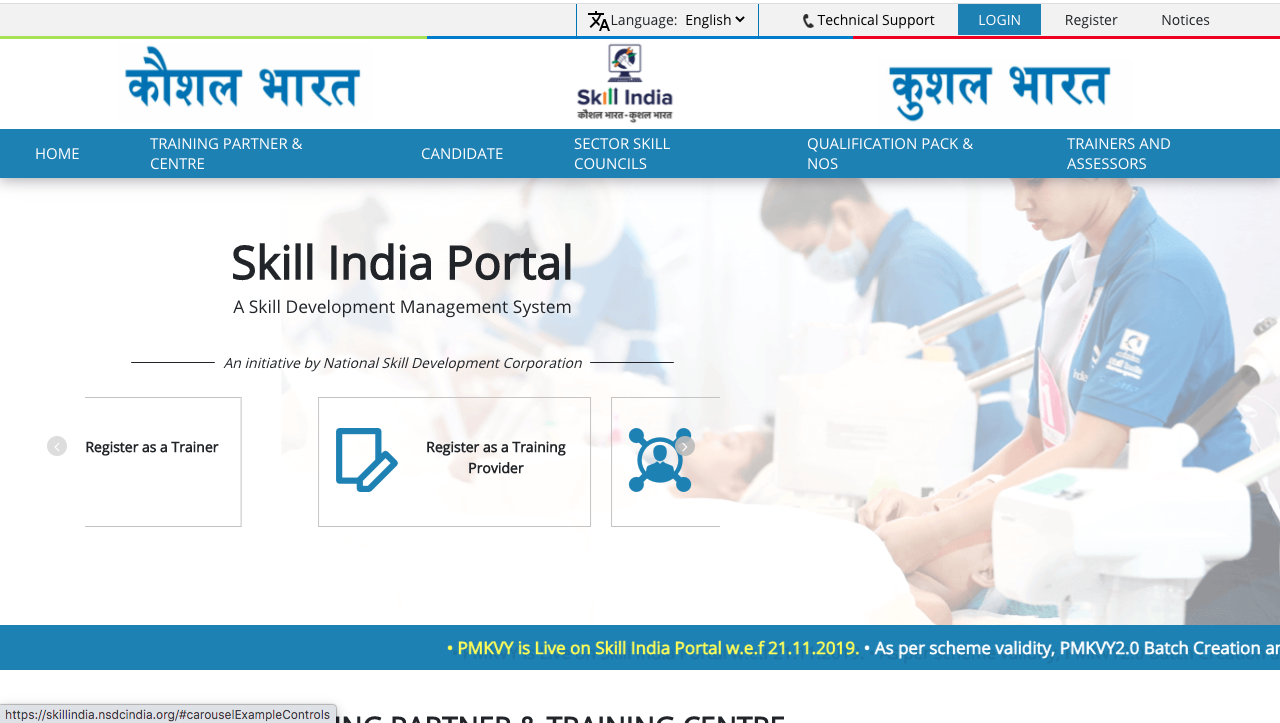 Language: English
Technical Support
LOGIN
Register
Notices
कौशल भारत
Skill India
कौशल भारत - कुशल भारत
कुशल भारत
HOME
TRAINING PARTNER &
CENTRE
CANDIDATE
SECTOR SKILL
COUNCILS
QUALIFICATION PACK &
NOS
TRAINERS AND
ASSESSORS
Skill India Portal
A Skill Development Management System
An initiative by National Skill Development Corporation
Register as a Trainer
Register as a Training
Provider
• PMKVY is Live on Skill India Portal w.e.f 21.11.2019. • As per scheme validity, PMKVY2.0 Batch Creation an
https://skillindia.nsdcindia.org/#carouselExampleControls
PARTNER & TRAINING CENTRE